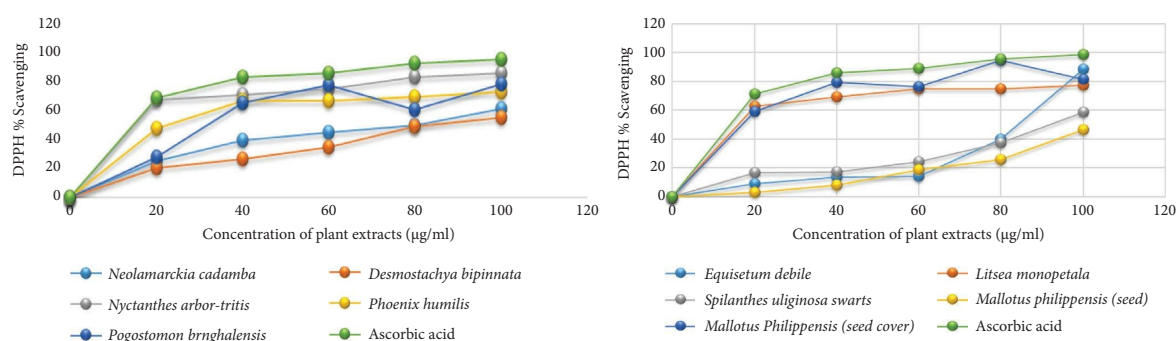 DPPH % Scavenging
120
100
80
60
40
20
0
0 20 40 60 80 100 120
Concentration of plant extracts (µg/ml)
Neolamarckia cadamba Desmostachya bipinnata
Nyctanthes arbor-tritis Phoenix humilis
Pogostomon brnghalensis Ascorbic acid
DPPH % Scavenging
120
100
80
60
40
20
0
0 20 40 60 80 100 120
Concentration of plant extracts (µg/ml)
Equisetum debile Litsea monopetala
Spilanthes uliginosa swarts Mallotus philippensis (seed)
Mallotus Philippensis (seed cover) Ascorbic acid